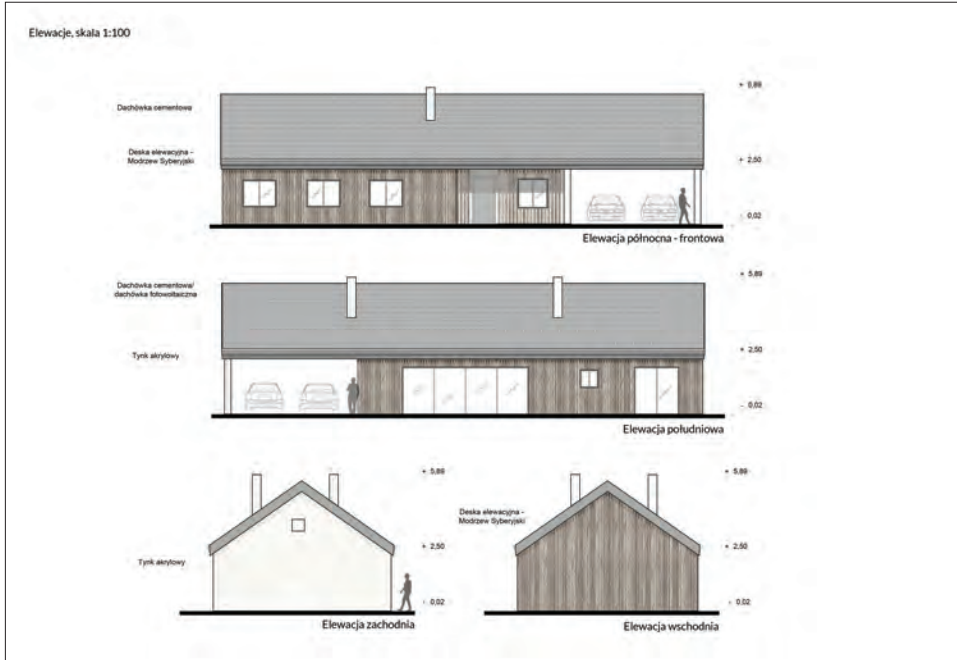 Elewacje, skala 1:100
+ 5,89
Dachówka cementowa
Deska elewacyjna -
Modrzew Syberyjski
+ 2,50
- 0,02
Elewacja północna - frontowa
+ 5,89
Dachówka cementowa/
dachówka fotowoltaiczna
+ 2,50
Tynk akrylowy
- 0,02
Elewacja południowa
+ 5,89
+ 2,50
Tynk akrylowy
- 0,02
Elewacja zachodnia
+ 5,89
Deska elewacyjna -
Modrzew Syberyjski
+ 2,50
- 0,02
Elewacja wschodnia